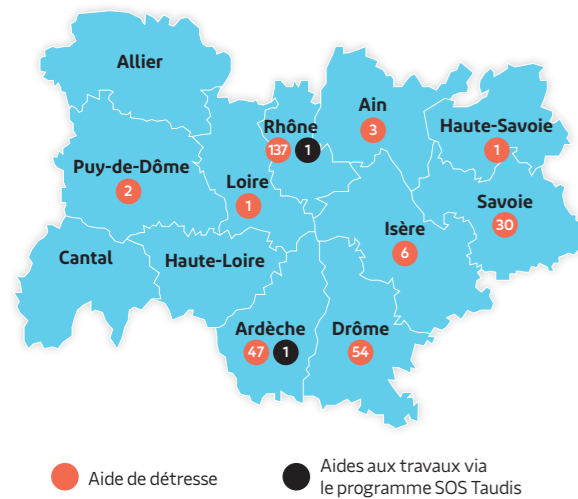 Allier
Ain
3
Rhône
137 1
Haute-Savoie
1
Puy-de-Dôme
2
Loire
1
Savoie
30
Isère
6
Cantal
Haute-Loire
Ardèche
47 1
Drôme
54
Aide de détresse
Aides aux travaux via
le programme SOS Taudis